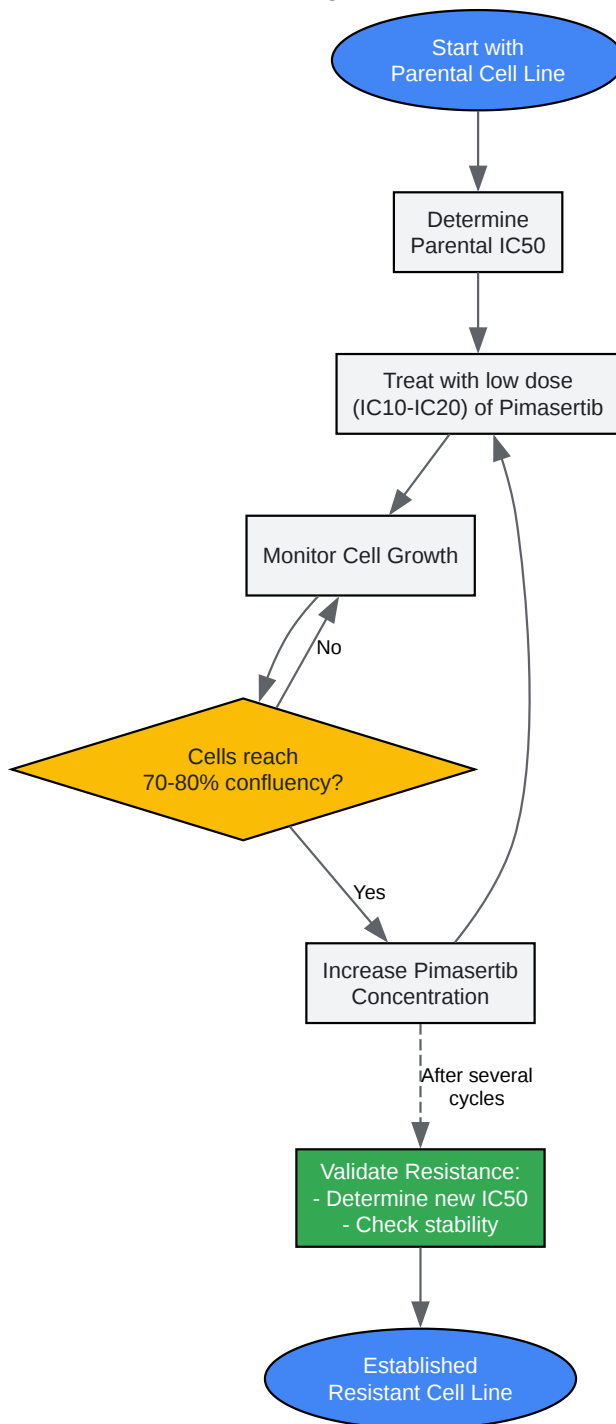 Start with
Parental Cell Line
Determine
Parental IC50
Treat with low dose
(IC10-IC20) of Pimasertib
Monitor Cell Growth
No
Cells reach
70-80% confluency?
Yes
Increase Pimasertib
Concentration
After several
cycles
Validate Resistance:
- Determine new IC50
- Check stability
Established
Resistant Cell Line